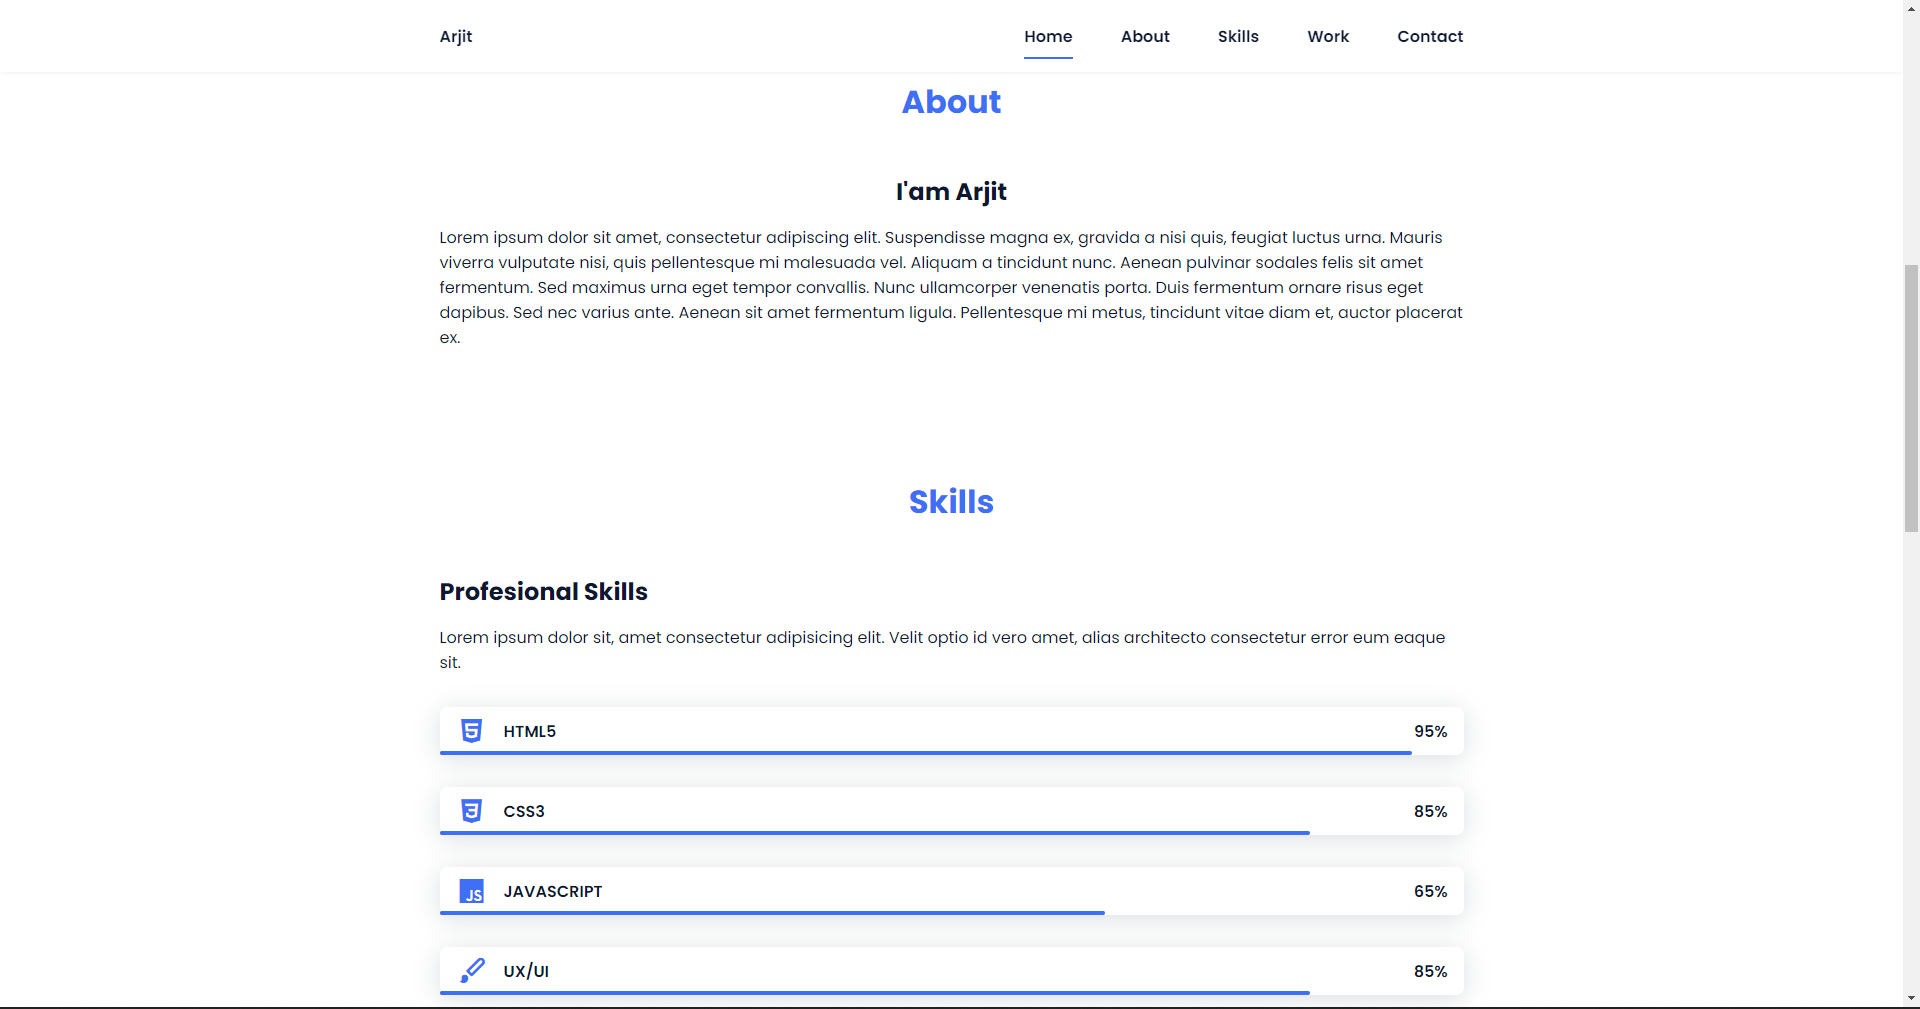 Arjit Home About Skills Work Contact
About
I'am Arjit
Lorem ipsum dolor sit amet, consectetur adipiscing elit. Suspendisse magna ex, gravida a nisi quis, feugiat luctus urna. Mauris
viverra vulputate nisi, quis pellentesque mi malesuada vel. Aliquam a tincidunt nunc. Aenean pulvinar sodales felis sit amet
fermentum. Sed maximus urna eget tempor convallis. Nunc ullamcorper venenatis porta. Duis fermentum ornare risus eget
dapibus. Sed nec varius ante. Aenean sit amet fermentum ligula. Pellentesque mi metus, tincidunt vitae diam et, auctor placerat
ex.
Skills
Profesional Skills
Lorem ipsum dolor sit, amet consectetur adipisicing elit. Velit optio id vero amet, alias architecto consectetur error eum eaque
sit.
HTML5 95%
CSS3 85%
JS JAVASCRIPT 65%
UX/UI 85%